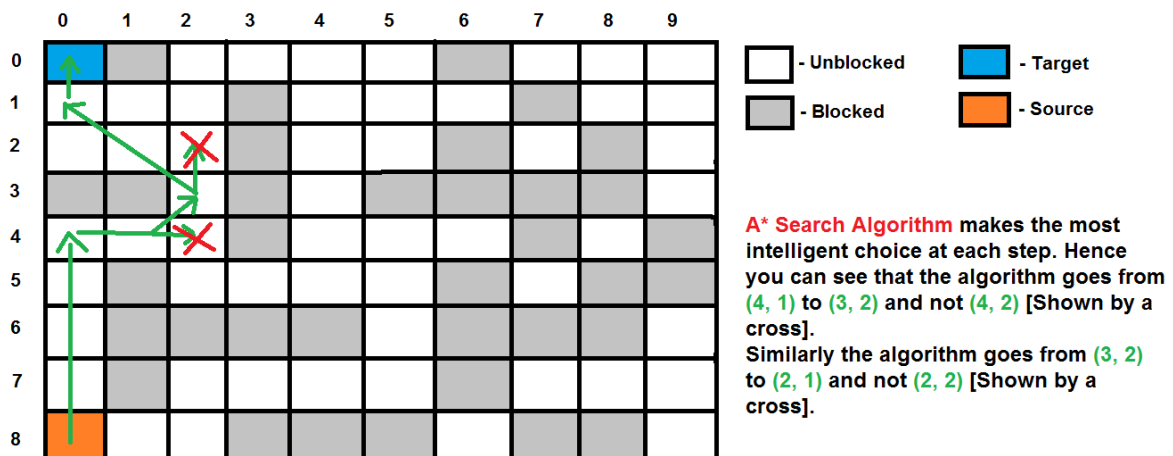 0 1 2 3 4 5 6 7 8 9
0
1
2
3
4
5
6
7
8
- Unblocked
- Target
- Blocked
- Source
A* Search Algorithm makes the most
intelligent choice at each step. Hence
you can see that the algorithm goes from
(4, 1) to (3, 2) and not (4, 2) [Shown by a
cross].
Similarly the algorithm goes from (3, 2)
to (2, 1) and not (2, 2) [Shown by a
cross].